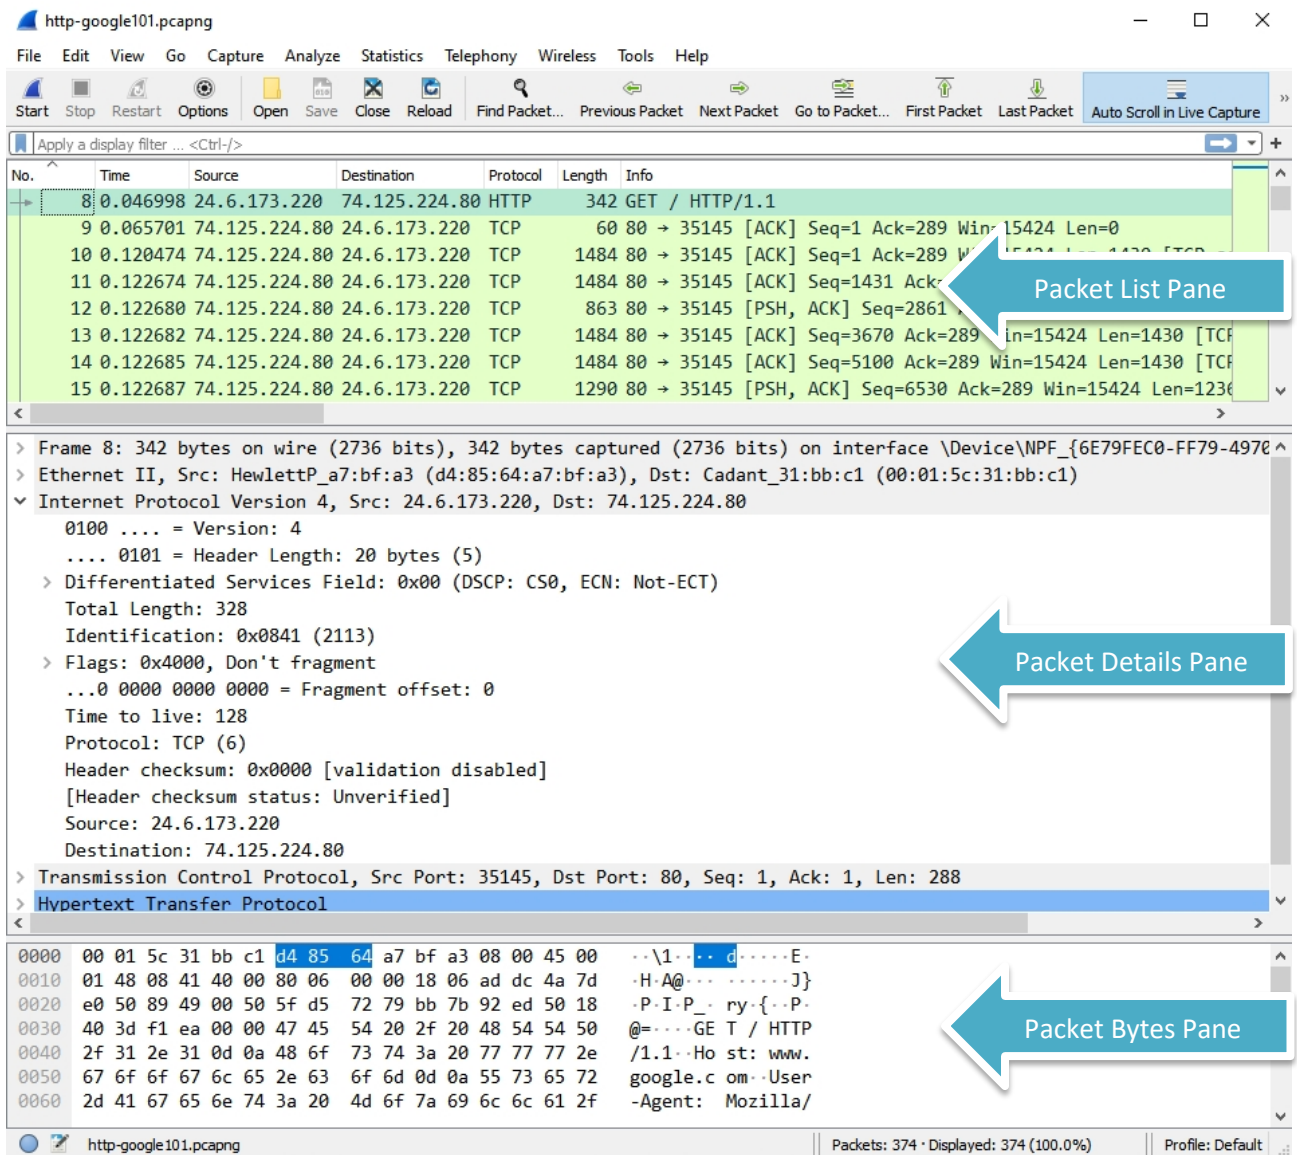 http-google101.pcapng
File Edit View Go Capture Analyze Statistics Telephony Wireless Tools Help
Start Stop Restart Options Open Save Close Reload Find Packet... Previous Packet Next Packet Go to Packet... First Packet Last Packet Auto Scroll in Live Capture »
Apply a display filter ... <Ctrl-/>
No. Time Source Destination Protocol Length Info
8 0.046998 24.6.173.220 74.125.224.80 HTTP 342 GET / HTTP/1.1
9 0.065701 74.125.224.80 24.6.173.220 TCP 60 80 → 35145 [ACK] Seq=1 Ack=289 Win=15424 Len=0
10 0.120474 74.125.224.80 24.6.173.220 TCP 1484 80 → 35145 [ACK] Seq=1 Ack=289
11 0.122674 74.125.224.80 24.6.173.220 TCP 1484 80 → 35145 [ACK] Seq=1431 Ack
Packet List Pane
12 0.122680 74.125.224.80 24.6.173.220 TCP 863 80 → 35145 [PSH, ACK] Seq=2861
13 0.122682 74.125.224.80 24.6.173.220 TCP 1484 80 → 35145 [ACK] Seq=3670 Ack=289 Win=15424 Len=1430 [TCP
14 0.122685 74.125.224.80 24.6.173.220 TCP 1484 80 → 35145 [ACK] Seq=5100 Ack=289 Win=15424 Len=1430 [TCP
15 0.122687 74.125.224.80 24.6.173.220 TCP 1290 80 → 35145 [PSH, ACK] Seq=6530 Ack=289 Win=15424 Len=1236
Frame 8: 342 bytes on wire (2736 bits), 342 bytes captured (2736 bits) on interface \Device\NPF_{6E79FEC0-FF79-4970
Ethernet II, Src: HewlettP_a7:bf:a3 (d4:85:64:a7:bf:a3), Dst: Cadant_31:bb:c1 (00:01:5c:31:bb:c1)
Internet Protocol Version 4, Src: 24.6.173.220, Dst: 74.125.224.80
0100 .... = Version: 4
.... 0101 = Header Length: 20 bytes (5)
Differentiated Services Field: 0x00 (DSCP: CS0, ECN: Not-ECT)
Total Length: 328
Identification: 0x0841 (2113)
Flags: 0x4000, Don't fragment
Packet Details Pane
...0 0000 0000 0000 = Fragment offset: 0
Time to live: 128
Protocol: TCP (6)
Header checksum: 0x0000 [validation disabled]
[Header checksum status: Unverified]
Source: 24.6.173.220
Destination: 74.125.224.80
Transmission Control Protocol, Src Port: 35145, Dst Port: 80, Seq: 1, Ack: 1, Len: 288
Hypertext Transfer Protocol
0000 00 01 5c 31 bb c1 d4 85 64 a7 bf a3 08 00 45 00 ··\1····d·····E·
0010 01 48 08 41 40 00 80 06 00 00 18 06 ad dc 4a 7d ·H·A@·········J}
0020 e0 50 89 49 00 50 5f d5 72 79 bb 7b 92 ed 50 18 ·P·I·P_·ry·{··P·
0030 40 3d f1 ea 00 00 47 45 54 20 2f 20 48 54 54 50 @=····GE T / HTTP
Packet Bytes Pane
0040 2f 31 2e 31 0d 0a 48 6f 73 74 3a 20 77 77 77 2e /1.1··Ho st: www.
0050 67 6f 6f 67 6c 65 2e 63 6f 6d 0d 0a 55 73 65 72 google.c om··User
0060 2d 41 67 65 6e 74 3a 20 4d 6f 7a 69 6c 6c 61 2f -Agent: Mozilla/
http-google101.pcapng Packets: 374 · Displayed: 374 (100.0%) Profile: Default